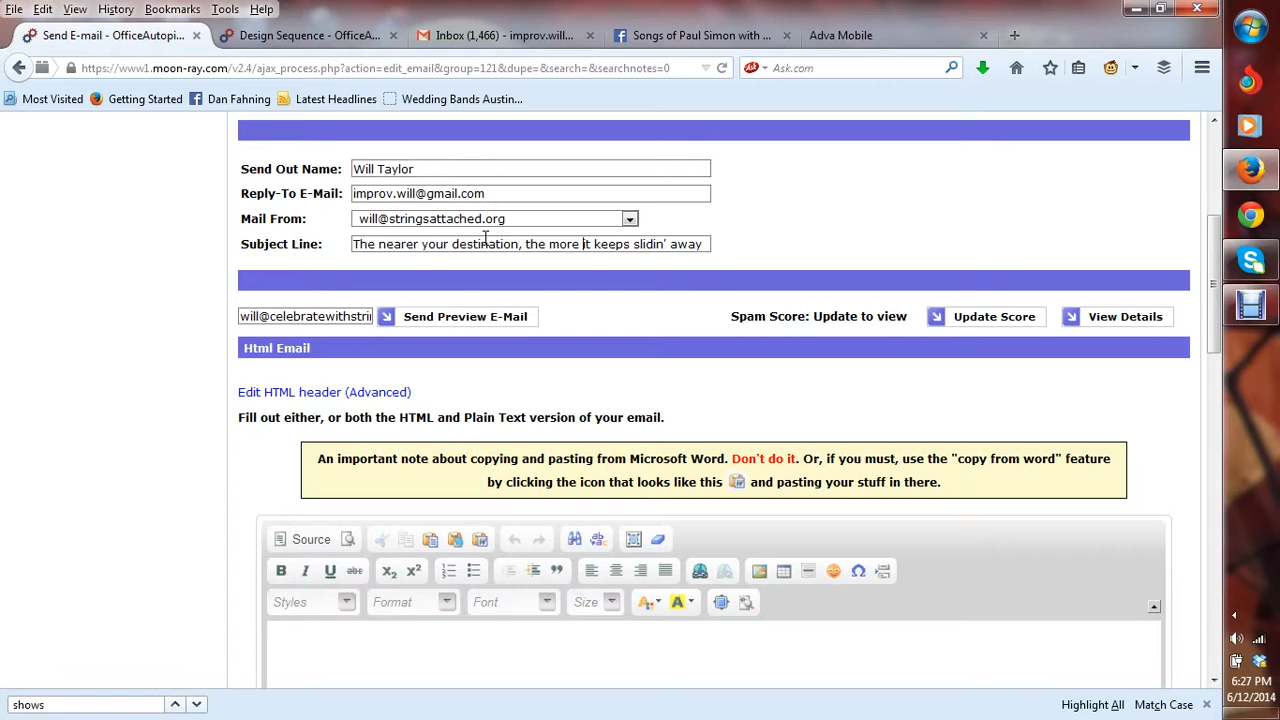 File Edit View History Bookmarks Tools Help
Send E-mail - OfficeAutopi... × Design Sequence - OfficeA... × Inbox (1,466) - improv.will... × Songs of Paul Simon with ... × Adva Mobile ×
https://www1.moon-ray.com/v2.4/ajax_process.php?action=edit_email&group=121&dupe=&search=&searchnotes=0 Ask.com
Most Visited Getting Started Dan Fahning Latest Headlines Wedding Bands Austin...
Send Out Name: Will Taylor
Reply-To E-Mail: improv.will@gmail.com
Mail From: will@stringsattached.org
Subject Line: The nearer your destination, the more it keeps slidin' away
will@celebratewithstri Send Preview E-Mail Spam Score: Update to view Update Score View Details
Html Email
Edit HTML header (Advanced)
Fill out either, or both the HTML and Plain Text version of your email.
An important note about copying and pasting from Microsoft Word. Don't do it. Or, if you must, use the "copy from word" feature
by clicking the icon that looks like this and pasting your stuff in there.
Source
B I U abc X₂ X²
Styles Format Font Size A A
shows Highlight All Match Case
6:27 PM
6/12/2014